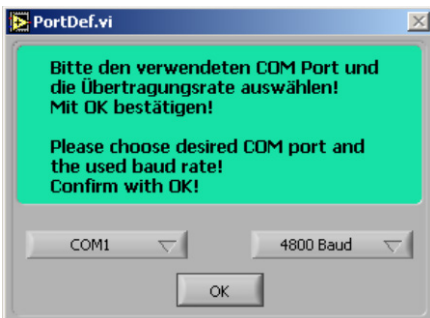 PortDef.vi
Bitte den verwendeten COM Port und
die Übertragungsrate auswählen!
Mit OK bestätigen!
Please choose desired COM port and
the used baud rate!
Confirm with OK!
COM1 4800 Baud
OK